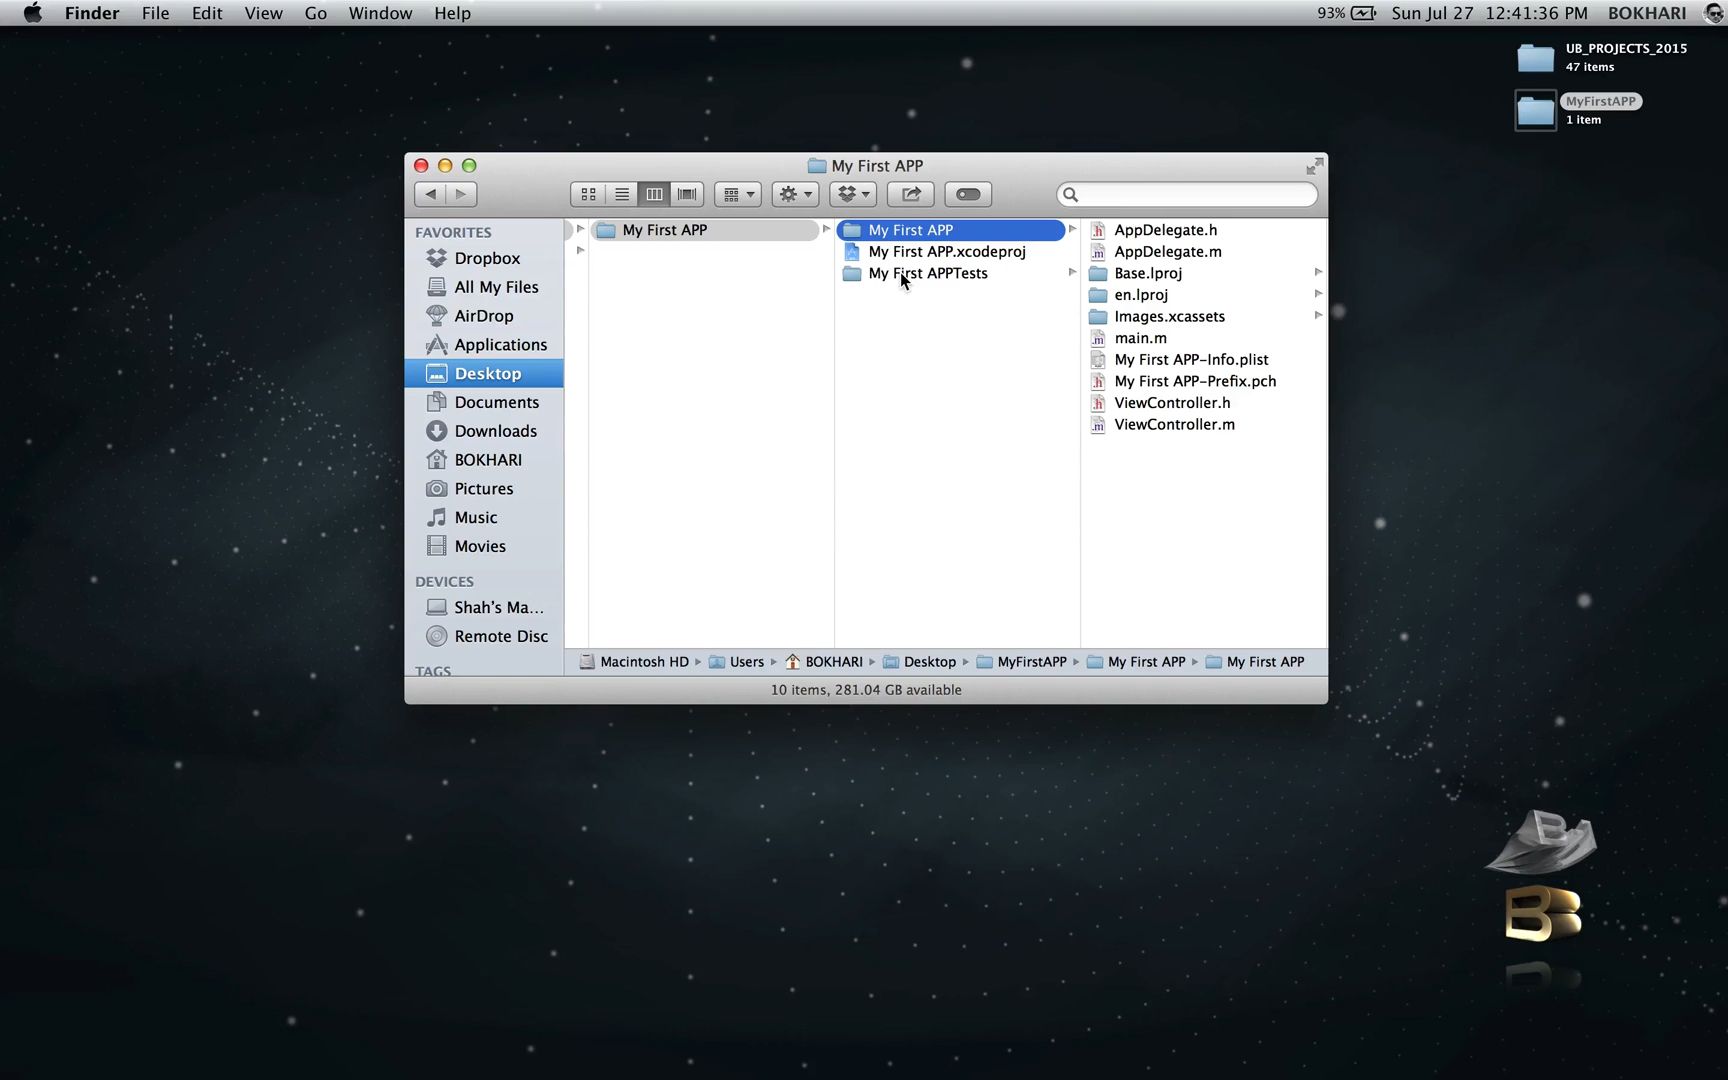 Finder File Edit View Go Window Help 93% Sun Jul 27 12:41:36 PM BOKHARI
UB_PROJECTS_2015
47 items
MyFirstAPP
1 item
My First APP
FAVORITES
Dropbox
All My Files
AirDrop
Applications
Desktop
Documents
Downloads
BOKHARI
Pictures
Music
Movies
DEVICES
Shah's Ma...
Remote Disc
TAGS
My First APP
My First APP
My First APP.xcodeproj
My First APPTests
AppDelegate.h
AppDelegate.m
Base.lproj
en.lproj
Images.xcassets
main.m
My First APP-Info.plist
My First APP-Prefix.pch
ViewController.h
ViewController.m
Macintosh HD Users BOKHARI Desktop MyFirstAPP My First APP My First APP
10 items, 281.04 GB available